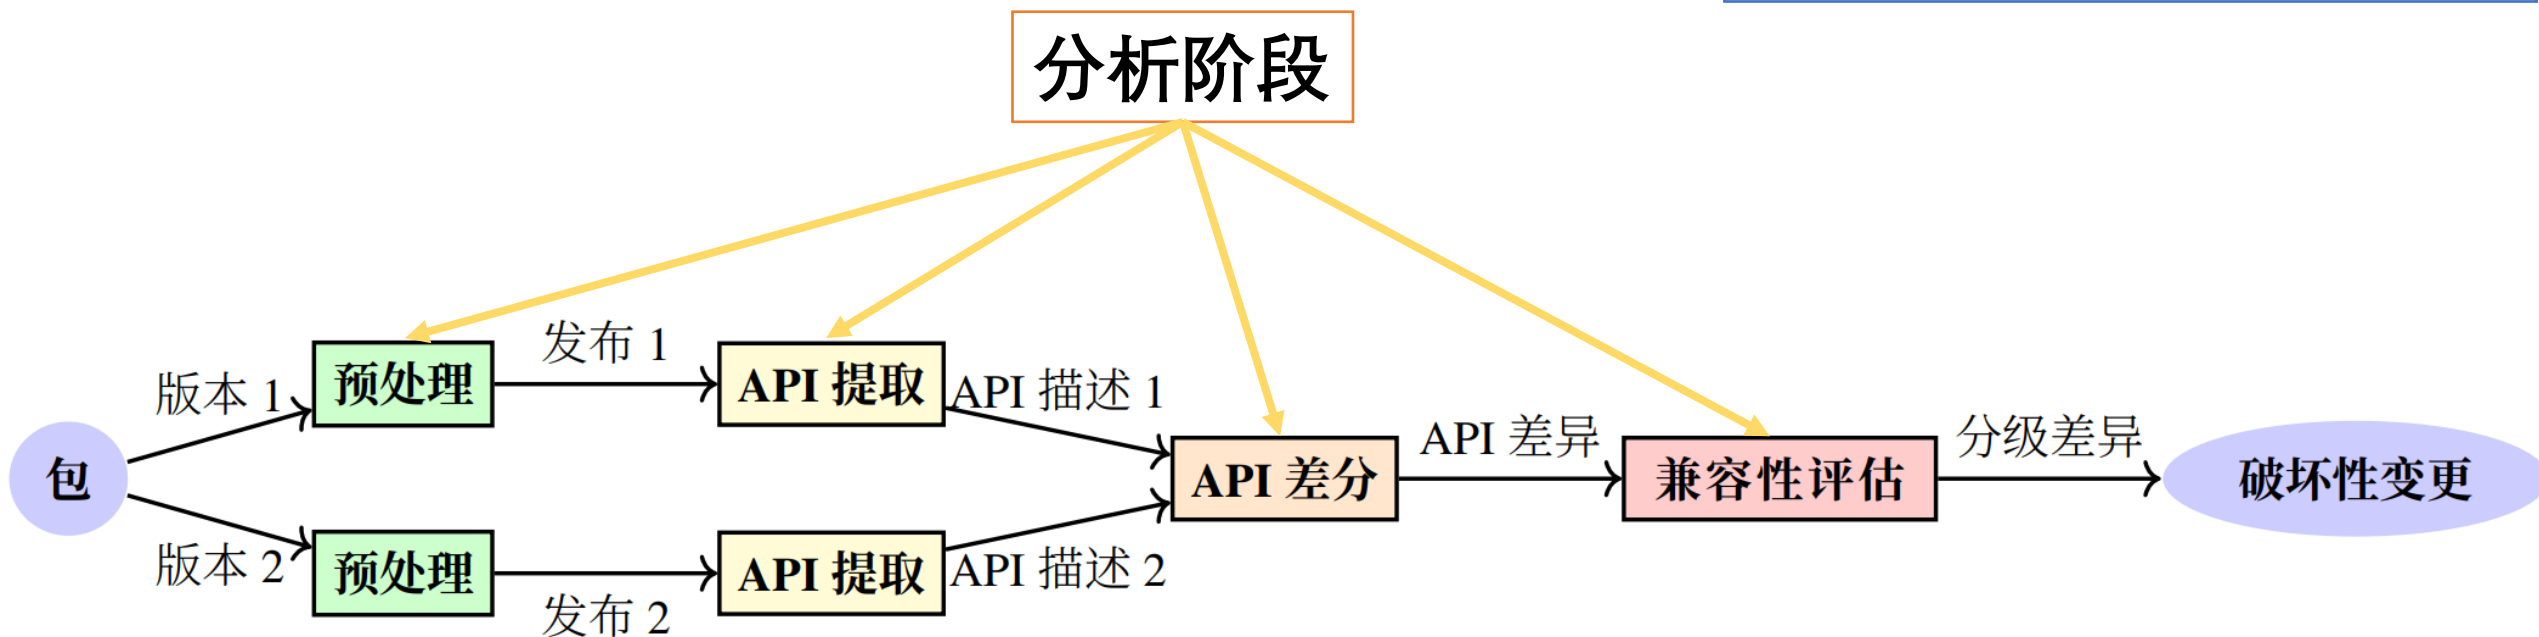 分析阶段
发布 1
版本 1
预处理
API 提取
API 描述 1
包
API 差分
API 差异
兼容性评估
分级差异
破坏性变更
版本 2
预处理
API 提取
API 描述 2
发布 2